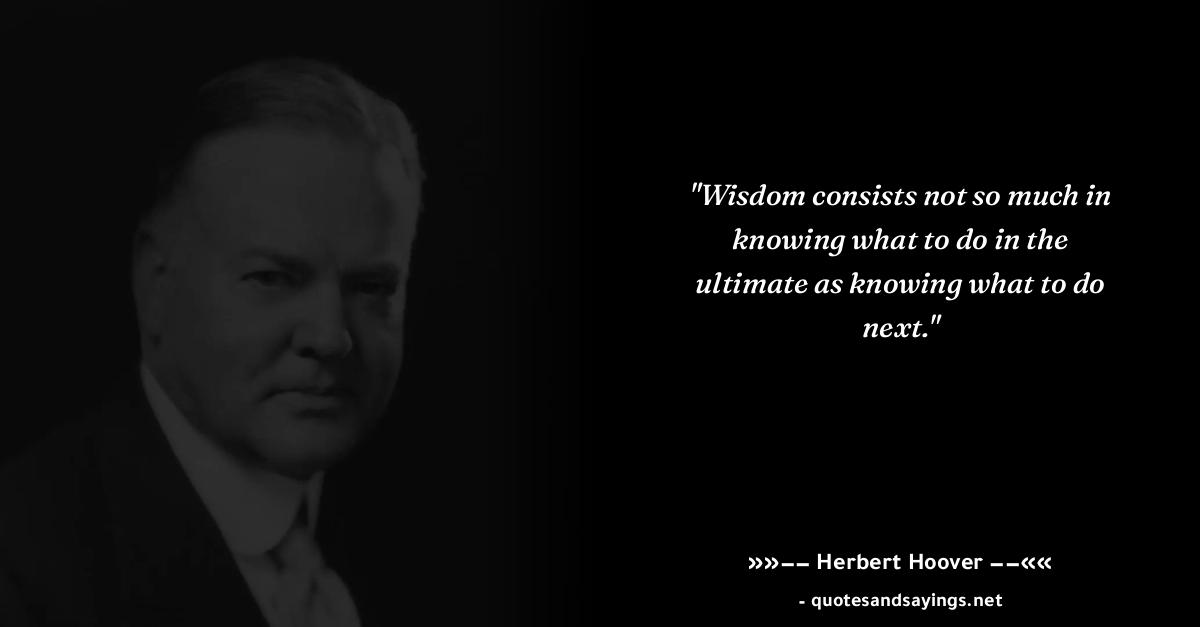 "Wisdom consists not so much in
knowing what to do in the
ultimate as knowing what to do
next."
»»−− Herbert Hoover −−««
- quotesandsayings.net